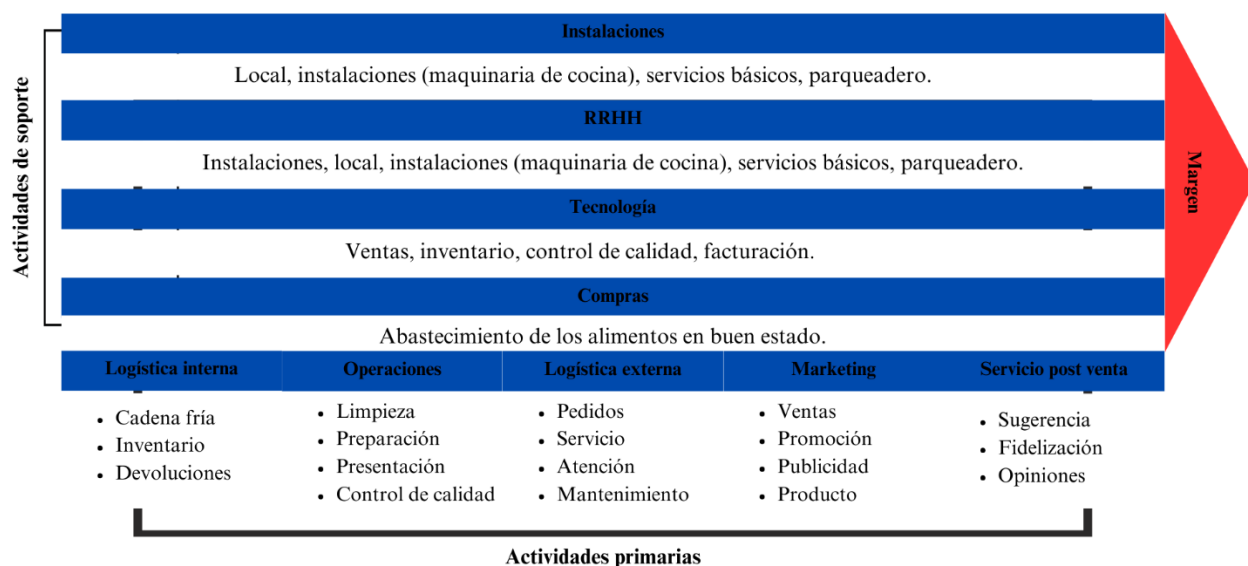 Instalaciones
Local, instalaciones (maquinaria de cocina), servicios básicos, parqueadero.
RRHH
Instalaciones, local, instalaciones (maquinaria de cocina), servicios básicos, parqueadero.
Tecnología
Ventas, inventario, control de calidad, facturación.
Compras
Abastecimiento de los alimentos en buen estado.
Actividades de soporte
Margen
Logística interna
• Cadena fría
• Inventario
• Devoluciones
Operaciones
• Limpieza
• Preparación
• Presentación
• Control de calidad
Logística externa
• Pedidos
• Servicio
• Atención
• Mantenimiento
Marketing
• Ventas
• Promoción
• Publicidad
• Producto
Servicio post venta
• Sugerencia
• Fidelización
• Opiniones
Actividades primarias